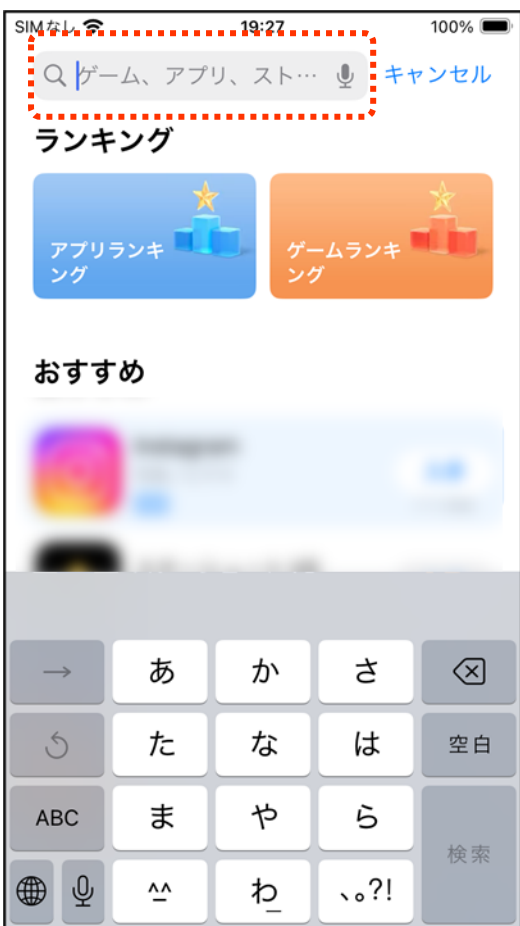 SIMなし 19:27 100%
ゲーム、アプリ、スト… キャンセル
ランキング
アプリランキ
ング
ゲームランキ
ング
おすすめ
→ あ か さ
た な は 空白
ABC ま や ら
検索
^^ わ_ 、。?!